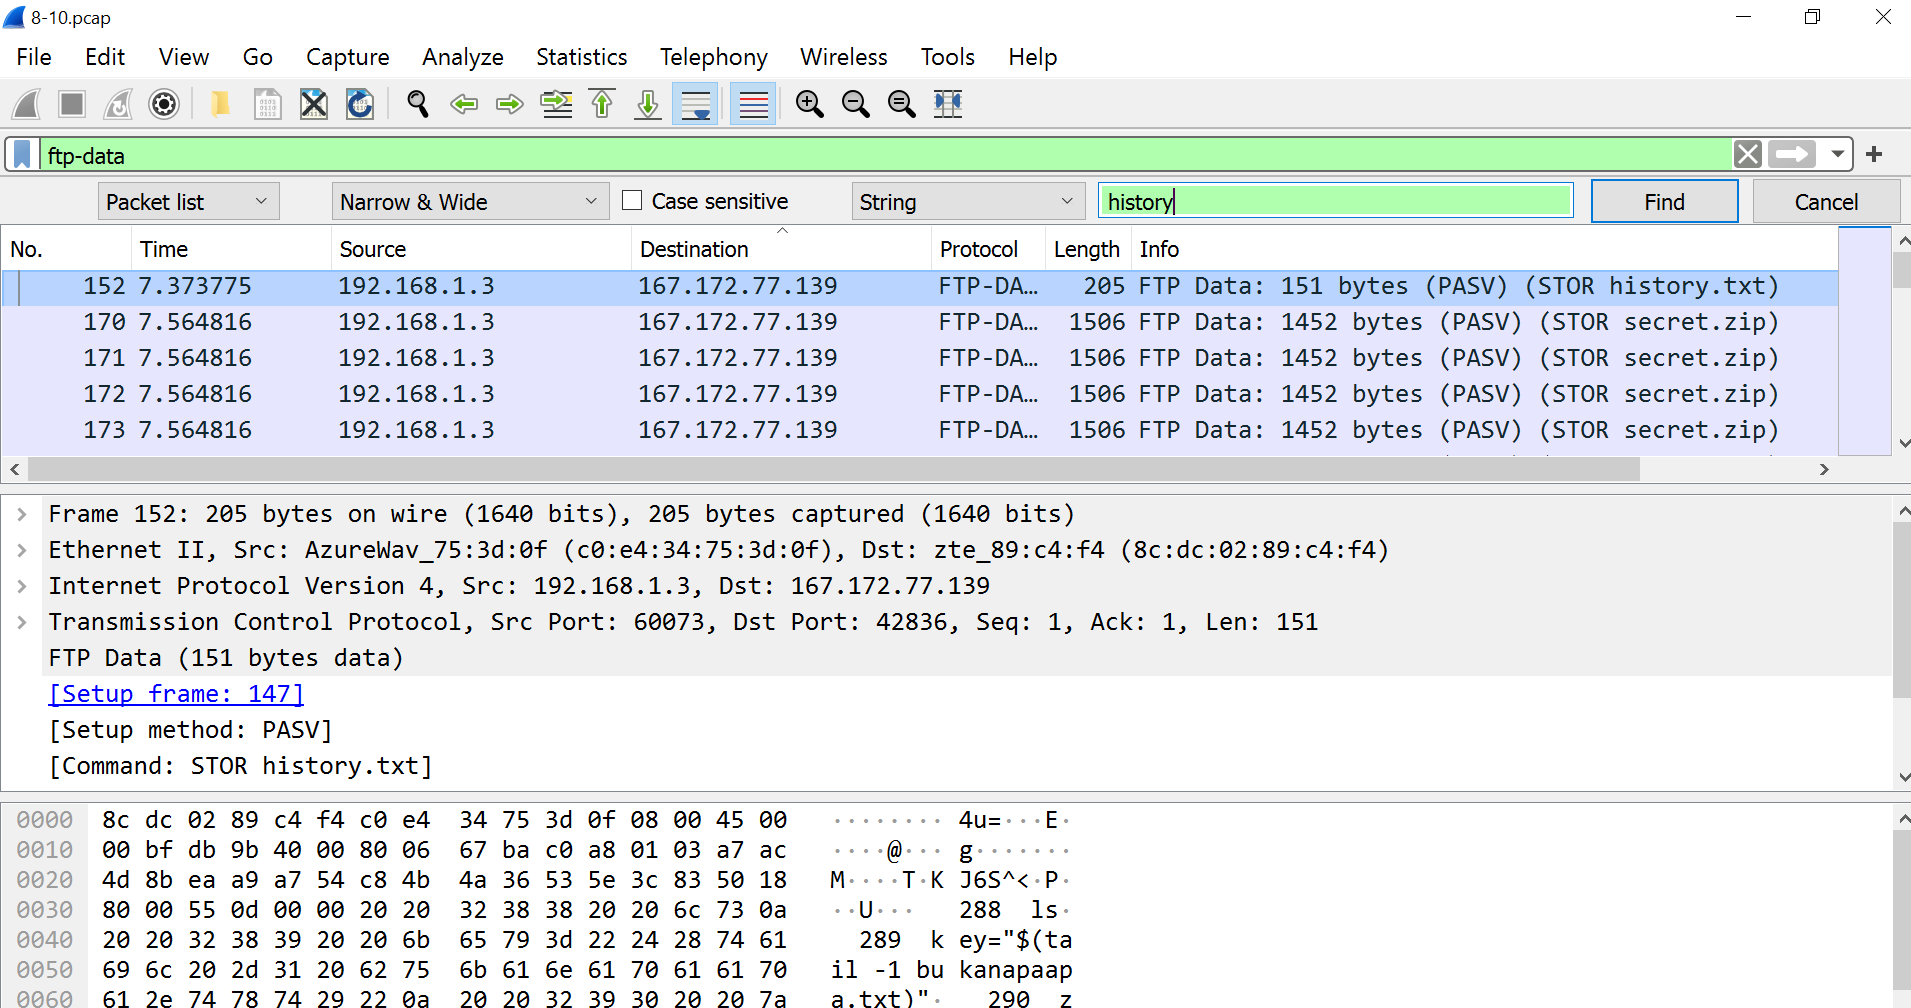 8-10.pcap
File Edit View Go Capture Analyze Statistics Telephony Wireless Tools Help
ftp-data
Packet list Narrow & Wide Case sensitive String history Find Cancel
No. Time Source Destination Protocol Length Info
152 7.373775 192.168.1.3 167.172.77.139 FTP-DA… 205 FTP Data: 151 bytes (PASV) (STOR history.txt)
170 7.564816 192.168.1.3 167.172.77.139 FTP-DA… 1506 FTP Data: 1452 bytes (PASV) (STOR secret.zip)
171 7.564816 192.168.1.3 167.172.77.139 FTP-DA… 1506 FTP Data: 1452 bytes (PASV) (STOR secret.zip)
172 7.564816 192.168.1.3 167.172.77.139 FTP-DA… 1506 FTP Data: 1452 bytes (PASV) (STOR secret.zip)
173 7.564816 192.168.1.3 167.172.77.139 FTP-DA… 1506 FTP Data: 1452 bytes (PASV) (STOR secret.zip)
Frame 152: 205 bytes on wire (1640 bits), 205 bytes captured (1640 bits)
Ethernet II, Src: AzureWav_75:3d:0f (c0:e4:34:75:3d:0f), Dst: zte_89:c4:f4 (8c:dc:02:89:c4:f4)
Internet Protocol Version 4, Src: 192.168.1.3, Dst: 167.172.77.139
Transmission Control Protocol, Src Port: 60073, Dst Port: 42836, Seq: 1, Ack: 1, Len: 151
FTP Data (151 bytes data)
[Setup frame: 147]
[Setup method: PASV]
[Command: STOR history.txt]
0000 8c dc 02 89 c4 f4 c0 e4 34 75 3d 0f 08 00 45 00 ········ 4u=···E·
0010 00 bf db 9b 40 00 80 06 67 ba c0 a8 01 03 a7 ac ····@··· g·······
0020 4d 8b ea a9 a7 54 c8 4b 4a 36 53 5e 3c 83 50 18 M····T·K J6S^<·P·
0030 80 00 55 0d 00 00 20 20 32 38 38 20 20 6c 73 0a ··U··· 288 ls·
0040 20 20 32 38 39 20 20 6b 65 79 3d 22 24 28 74 61 289 k ey="$(ta
0050 69 6c 20 2d 31 20 62 75 6b 61 6e 61 70 61 61 70 il -1 bu kanapaap
0060 61 2e 74 78 74 29 22 0a 20 20 32 39 30 20 20 7a a.txt)"· 290 z